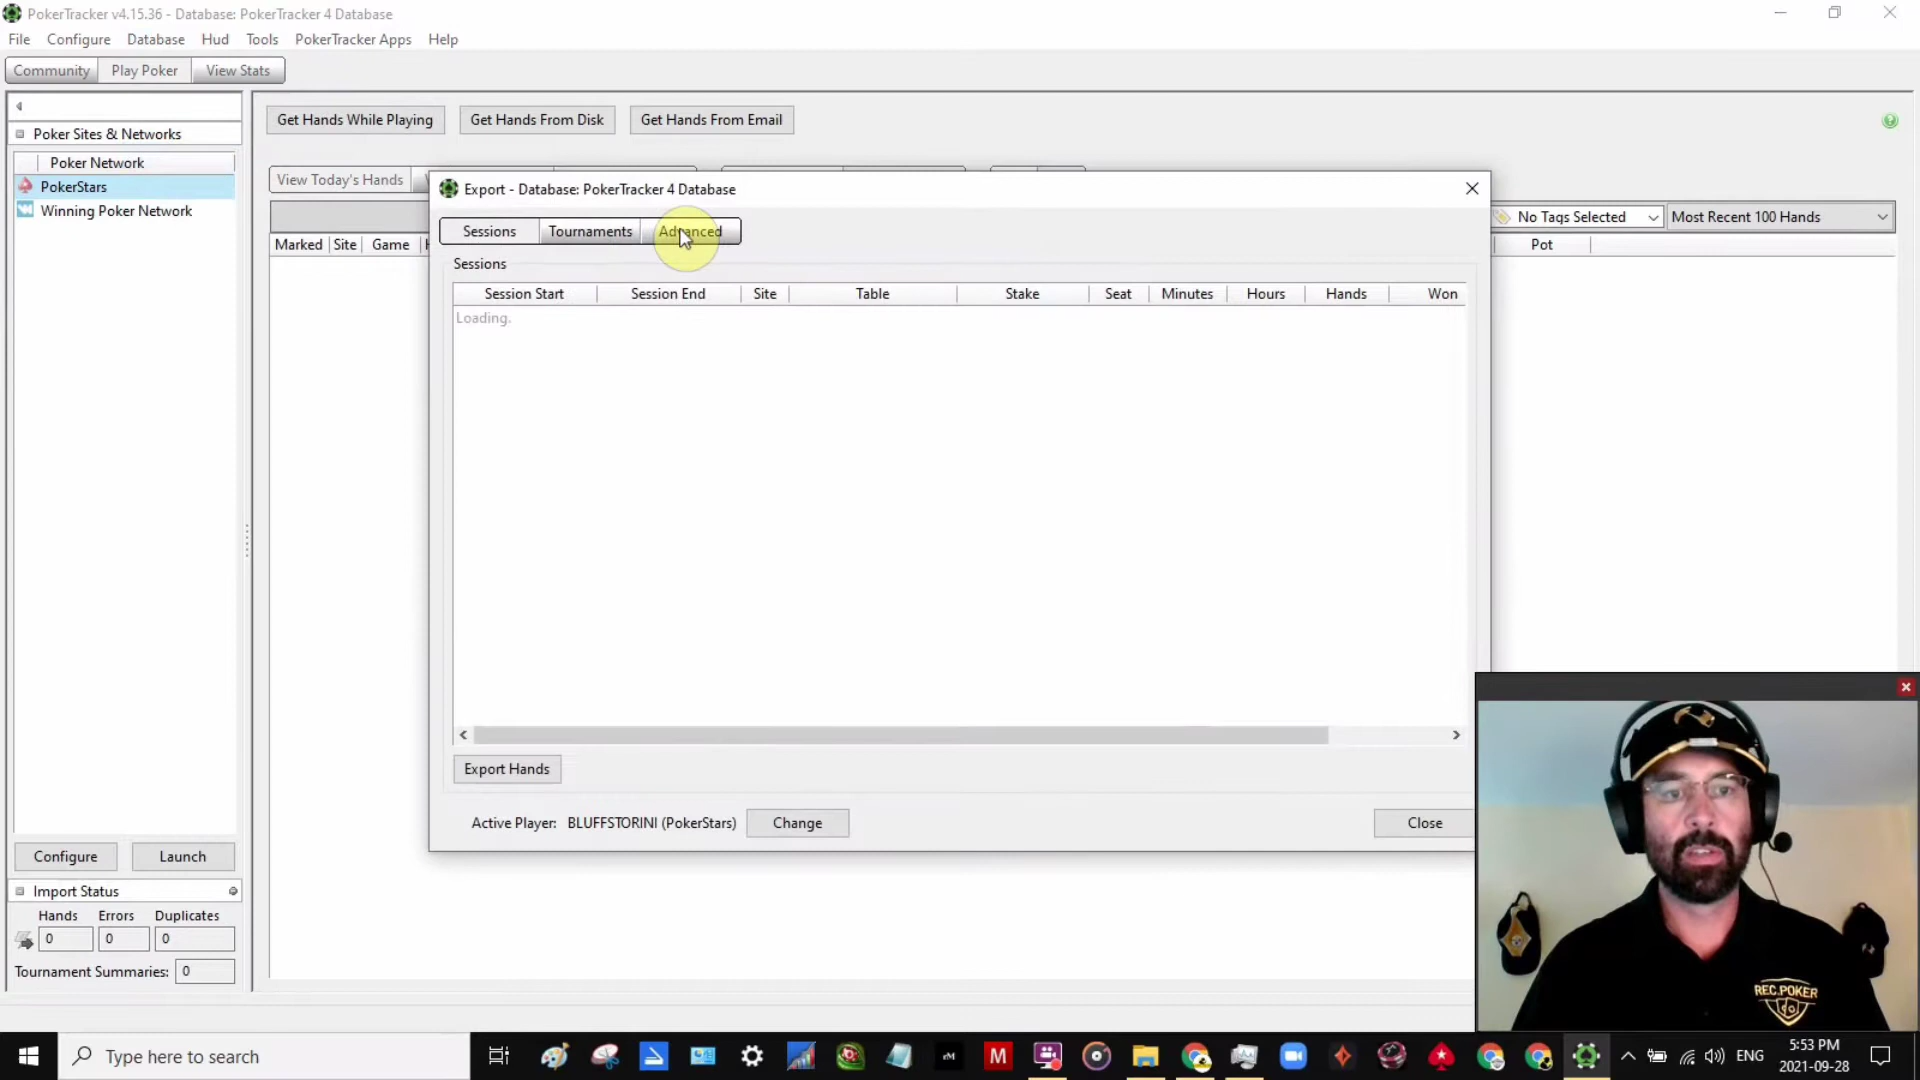 PokerTracker v4.15.36 - Database: PokerTracker 4 Database
File Configure Database Hud Tools PokerTracker Apps Help
Community Play Poker View Stats
Get Hands While Playing Get Hands From Disk Get Hands From Email
Poker Sites & Networks
Poker Network
PokerStars
Winning Poker Network
View Today's Hands
No Tags Selected Most Recent 100 Hands
Marked Site Game Pot
Export - Database: PokerTracker 4 Database
Sessions Tournaments Advanced
Sessions
Session Start Session End Site Table Stake Seat Minutes Hours Hands Won
Loading.
Export Hands
Active Player: BLUFFSTORINI (PokerStars) Change Close
Configure Launch
Import Status
Hands Errors Duplicates
0 0 0
Tournament Summaries: 0
REC.POKER
Type here to search
ENG
5:53 PM
2021-09-28